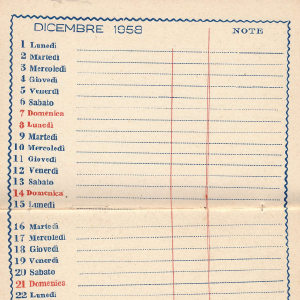 DICEMBRE 1958 NOTE
1 Lunedì
2 Martedì
3 Mercoledì
4 Giovedì
5 Venerdì
6 Sabato
7 Domenica
8 Lunedì
9 Martedì
10 Mercoledì
11 Giovedì
12 Venerdì
13 Sabato
14 Domenica
15 Lunedì
16 Martedì
17 Mercoledì
18 Giovedì
19 Venerdì
20 Sabato
21 Domenica
22 Lunedì